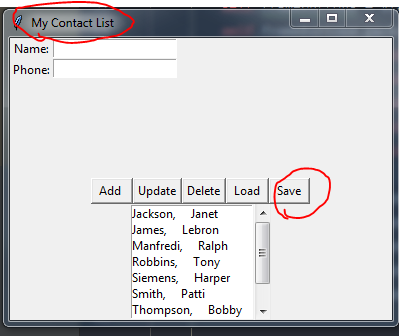 My Contact List
Name:
Phone:
Add Update Delete Load Save
Jackson, Janet
James, Lebron
Manfredi, Ralph
Robbins, Tony
Siemens, Harper
Smith, Patti
Thompson, Bobby